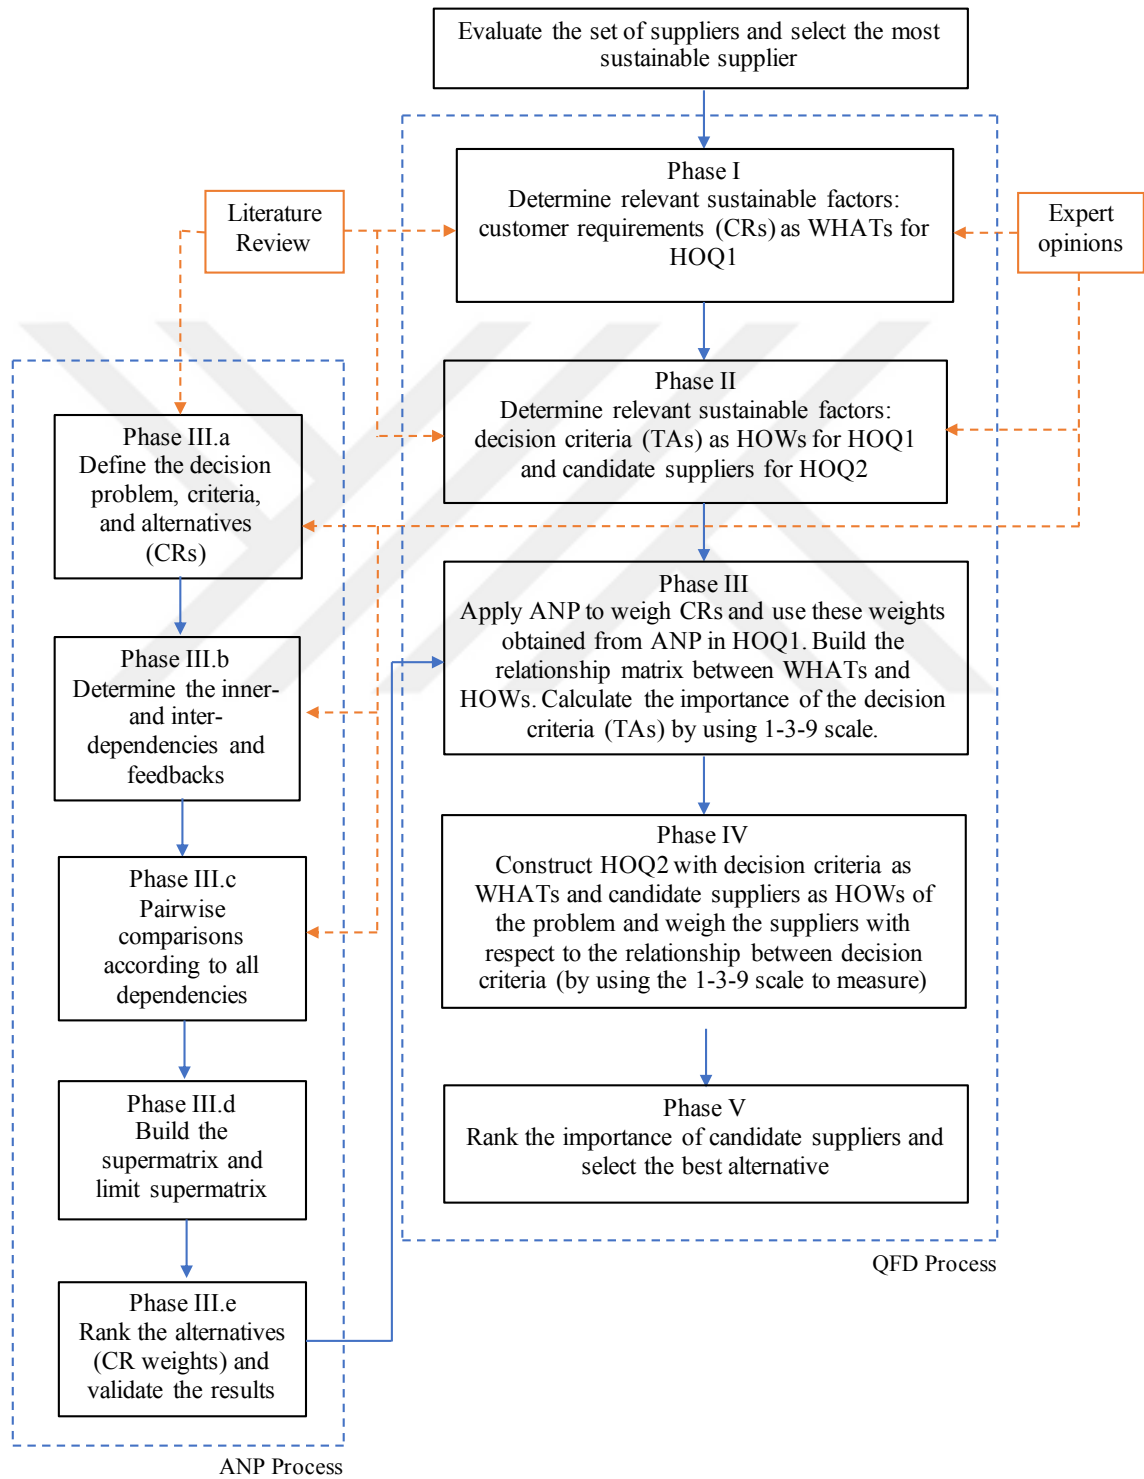 Evaluate the set of suppliers and select the most
sustainable supplier
Phase I
Determine relevant sustainable factors:
customer requirements (CRs) as WHATs for
HOQ1
Literature
Review
Expert
opinions
Phase II
Determine relevant sustainable factors:
decision criteria (TAs) as HOWs for HOQ1
and candidate suppliers for HOQ2
Phase III.a
Define the decision
problem, criteria,
and alternatives
(CRs)
Phase III
Apply ANP to weigh CRs and use these weights
obtained from ANP in HOQ1. Build the
relationship matrix between WHATs and
HOWs. Calculate the importance of the decision
criteria (TAs) by using 1-3-9 scale.
Phase III.b
Determine the inner-
and inter-
dependencies and
feedbacks
Phase IV
Construct HOQ2 with decision criteria as
WHATs and candidate suppliers as HOWs of
the problem and weigh the suppliers with
respect to the relationship between decision
criteria (by using the 1-3-9 scale to measure)
Phase III.c
Pairwise
comparisons
according to all
dependencies
Phase III.d
Build the
supermatrix and
limit supermatrix
Phase V
Rank the importance of candidate suppliers and
select the best alternative
QFD Process
Phase III.e
Rank the alternatives
(CR weights) and
validate the results
ANP Process